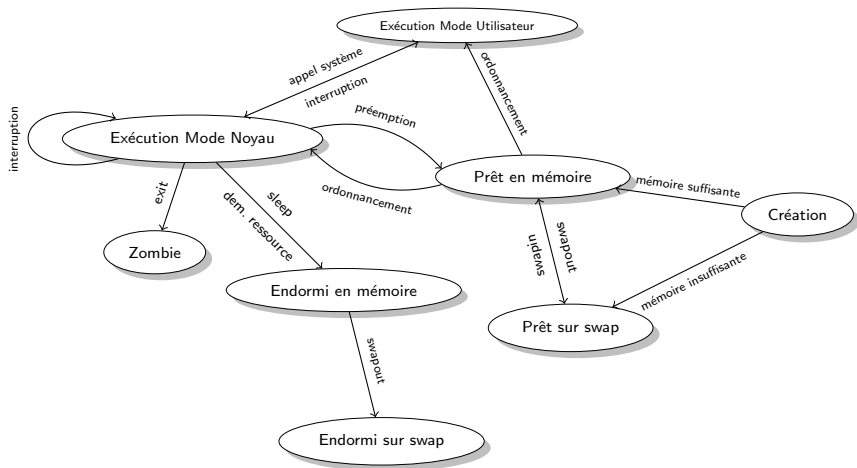 Exécution Mode Utilisateur
appel système
interruption
ordonnancement
interruption
Exécution Mode Noyau
préemption
ordonnancement
Prêt en mémoire
mémoire suffisante
Création
exit
sleep
dem. ressource
Zombie
swapout
swapin
mémoire insuffisante
Endormi en mémoire
Prêt sur swap
swapout
Endormi sur swap